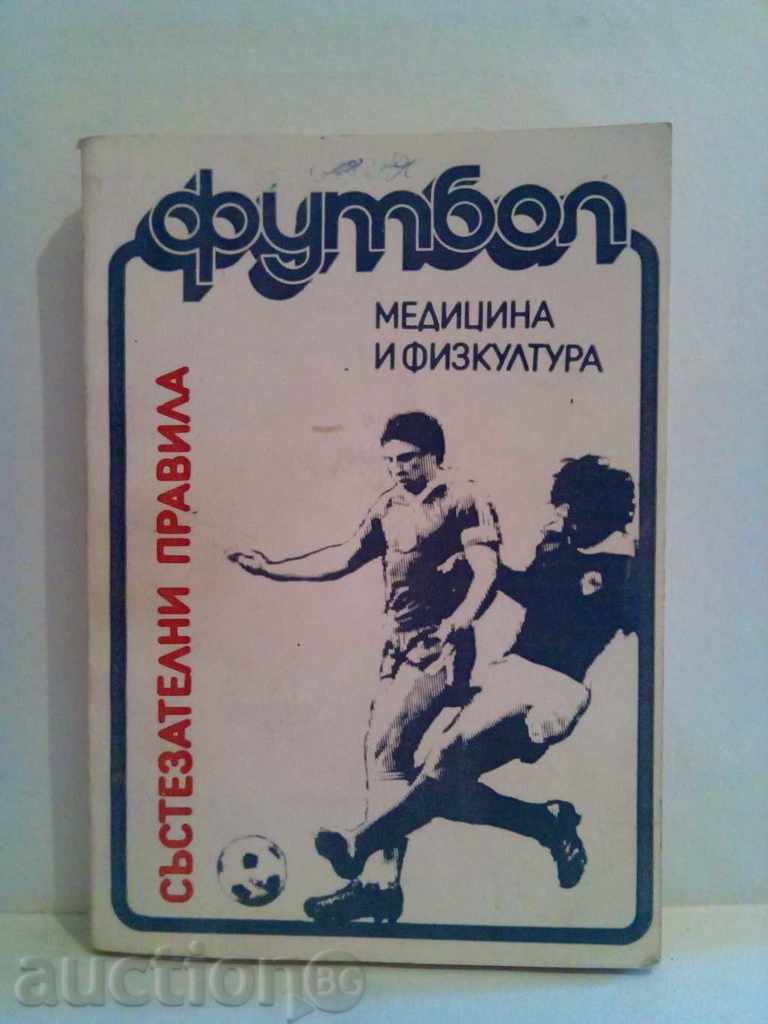 футбол
МЕДИЦИНА
И ФИЗКУЛТУРА
СЪСТЕЗАТЕЛНИ ПРАВИЛА
auction BG